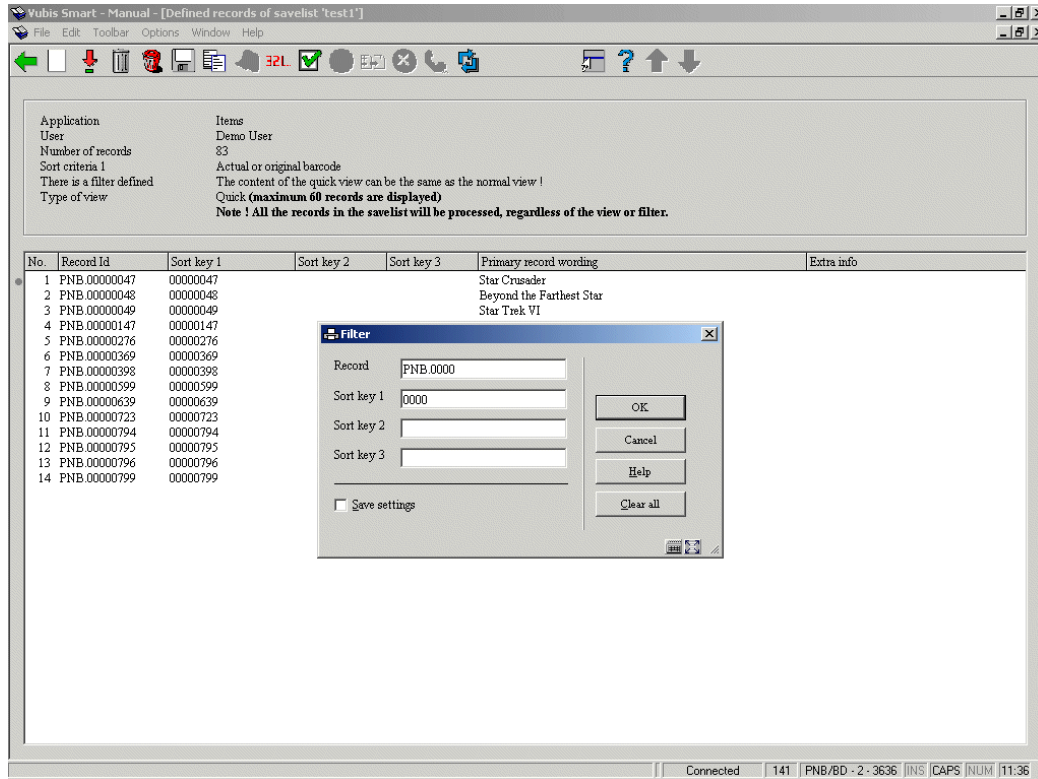 Vubis Smart - Manual - [Defined records of savelist 'test1']
File Edit Toolbar Options Window Help
32L
Application Items
User Demo User
Number of records 83
Sort criteria 1 Actual or original barcode
There is a filter defined The content of the quick view can be the same as the normal view !
Type of view Quick (maximum 60 records are displayed)
Note ! All the records in the savelist will be processed, regardless of the view or filter.
No. Record Id Sort key 1 Sort key 2 Sort key 3 Primary record wording Extra info
1 PNB.00000047 00000047 Star Crusader
2 PNB.00000048 00000048 Beyond the Farthest Star
3 PNB.00000049 00000049 Star Trek VI
4 PNB.00000147 00000147
5 PNB.00000276 00000276
6 PNB.00000369 00000369
7 PNB.00000398 00000398
8 PNB.00000599 00000599
9 PNB.00000639 00000639
10 PNB.00000723 00000723
11 PNB.00000794 00000794
12 PNB.00000795 00000795
13 PNB.00000796 00000796
14 PNB.00000799 00000799
Filter
Record PNB.0000
Sort key 1 0000
Sort key 2
Sort key 3
Save settings
OK
Cancel
Help
Clear all
Connected 141 PNB/BD - 2 - 3636 INS CAPS NUM 11:36